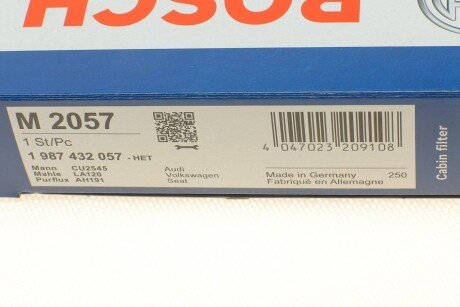 BOSCH
M 2057
1 St/Pc
1 987 432 057 - HET
Mann CU2545
Mahle LA120
Purflux AH191
Audi
Volkswagen
Seat
4 047023 209108
Made in Germany 250
Fabriqué en Allemagne
Cabin filter